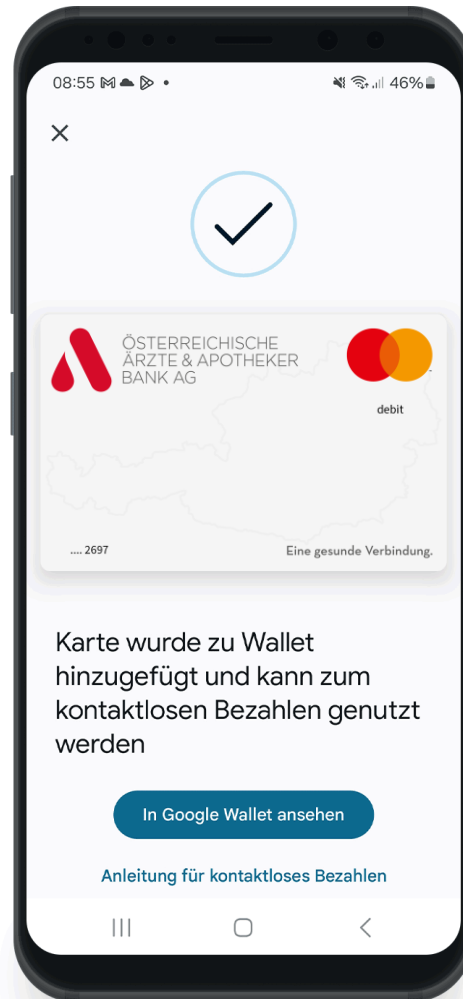 08:55
46%
ÖSTERREICHISCHE
ÄRZTE & APOTHEKER
BANK AG
debit
.... 2697
Eine gesunde Verbindung.
Karte wurde zu Wallet
hinzugefügt und kann zum
kontaktlosen Bezahlen genutzt
werden
In Google Wallet ansehen
Anleitung für kontaktloses Bezahlen